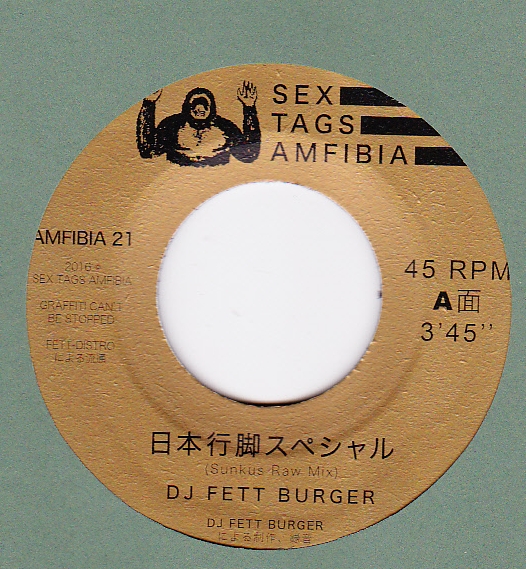 SEX
TAGS
AMFIBIA
AMFIBIA 21
2016 ©
SEX TAGS AMFIBIA
GRAFFITI CAN'T
BE STOPPED
FETT-DISTRO
による流通
45 RPM
A面
3'45''
日本行脚スペシャル
(Sunkus Raw Mix)
DJ FETT BURGER
DJ FETT BURGER
による制作、録音